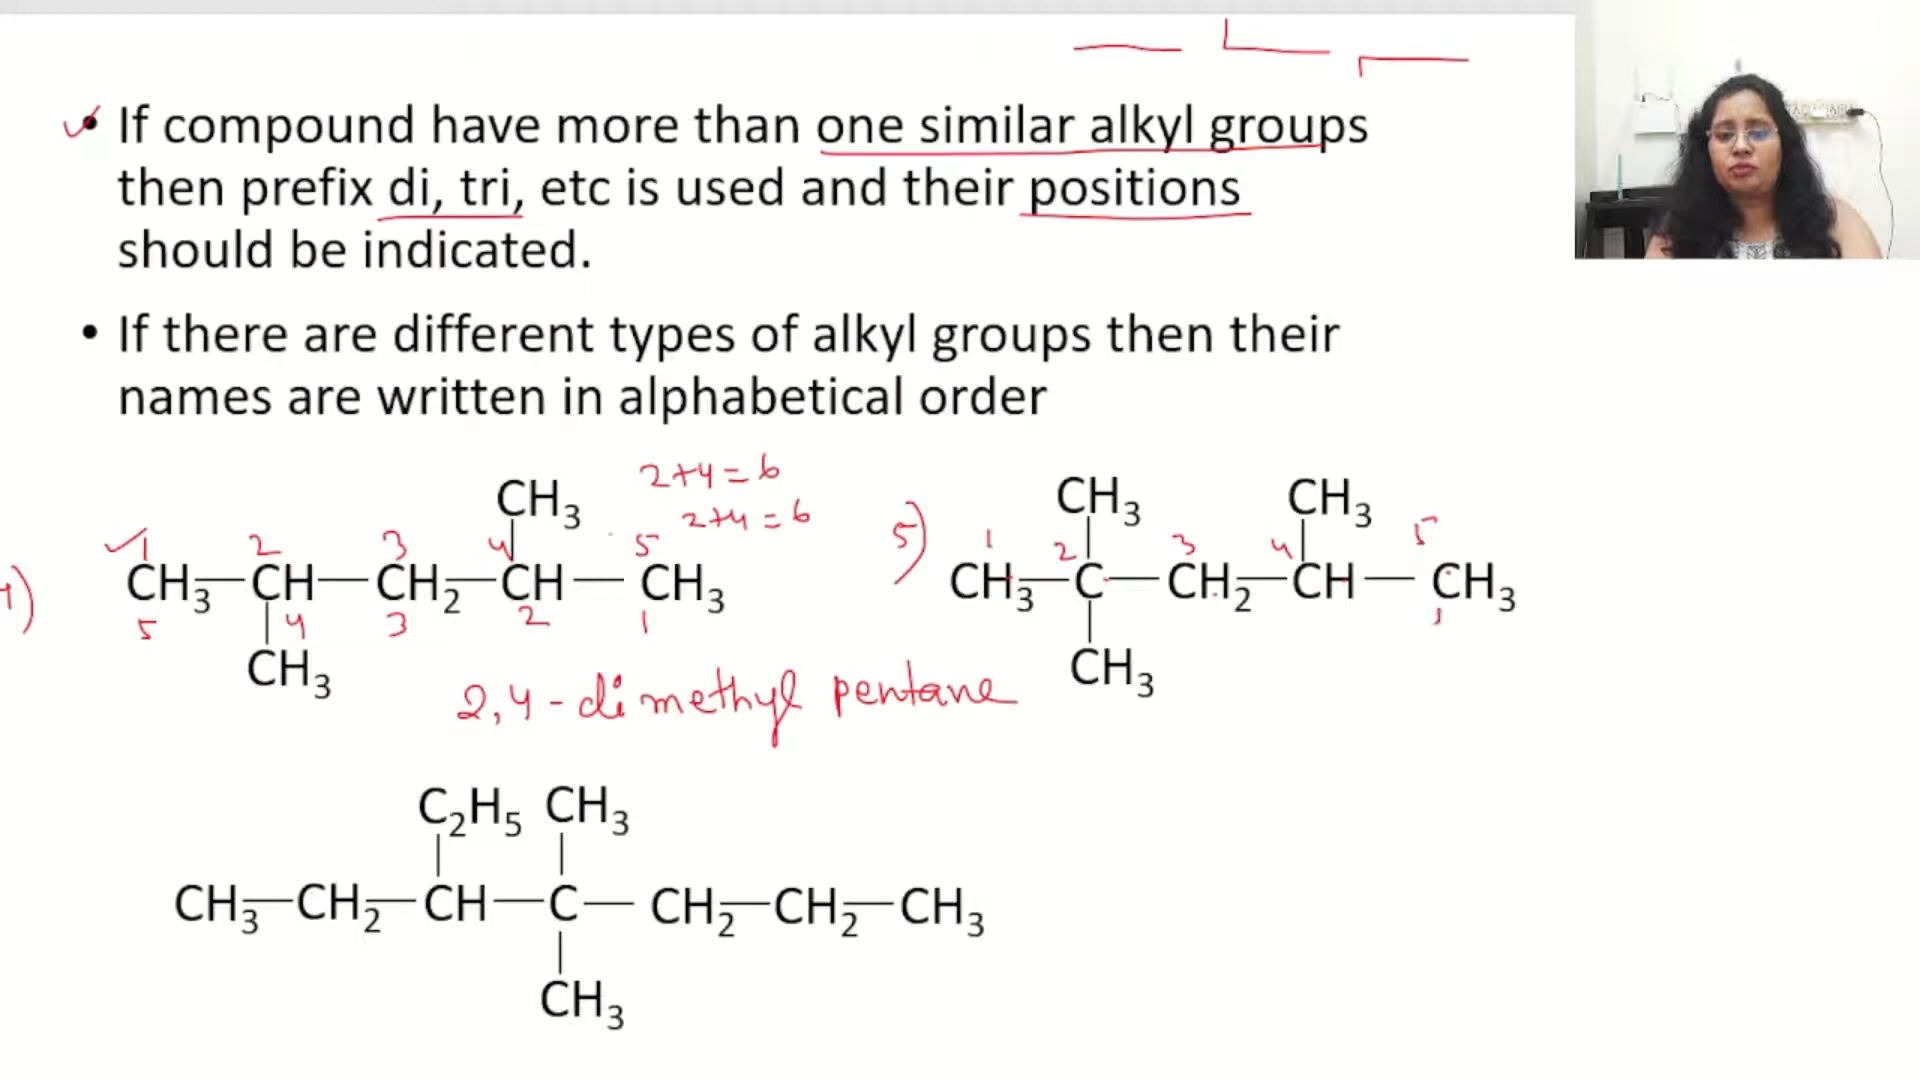 If compound have more than one similar alkyl groups
then prefix di, tri, etc is used and their positions
should be indicated.
• If there are different types of alkyl groups then their
names are written in alphabetical order
2+4=6
2+4=6
CH3
1 2 3 4 5
CH3—CH—CH2—CH—CH3
5 4 3 2 1
CH3
5)
CH3 CH3
1 2 3 4 5
CH3—C—CH2—CH—CH3
1
CH3
2,4-dimethyl pentane
C2H5 CH3
CH3—CH2—CH—C—CH2—CH2—CH3
CH3